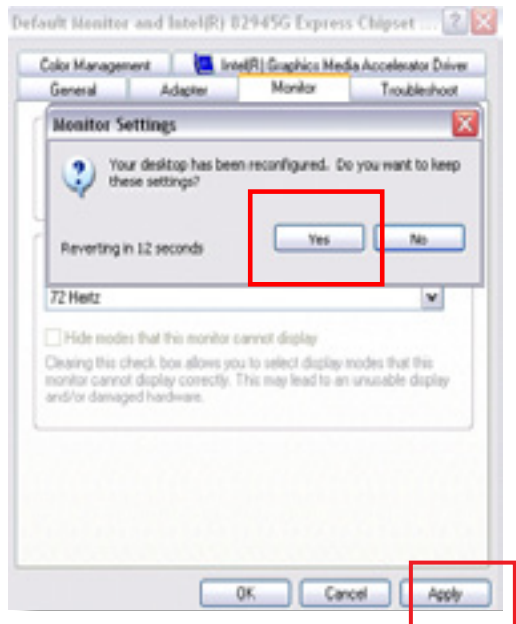 Default Monitor and Intel(R) 82945G Express Chipset ...
Color Management
Intel(R) Graphics Media Accelerator Driver
General
Adapter
Monitor
Troubleshoot
Monitor Settings
Your desktop has been reconfigured. Do you want to keep
these settings?
Reverting in 12 seconds
Yes
No
72 Hertz
Hide modes that this monitor cannot display
Clearing this check box allows you to select display modes that this
monitor cannot display correctly. This may lead to an unusable display
and/or damaged hardware.
OK
Cancel
Apply